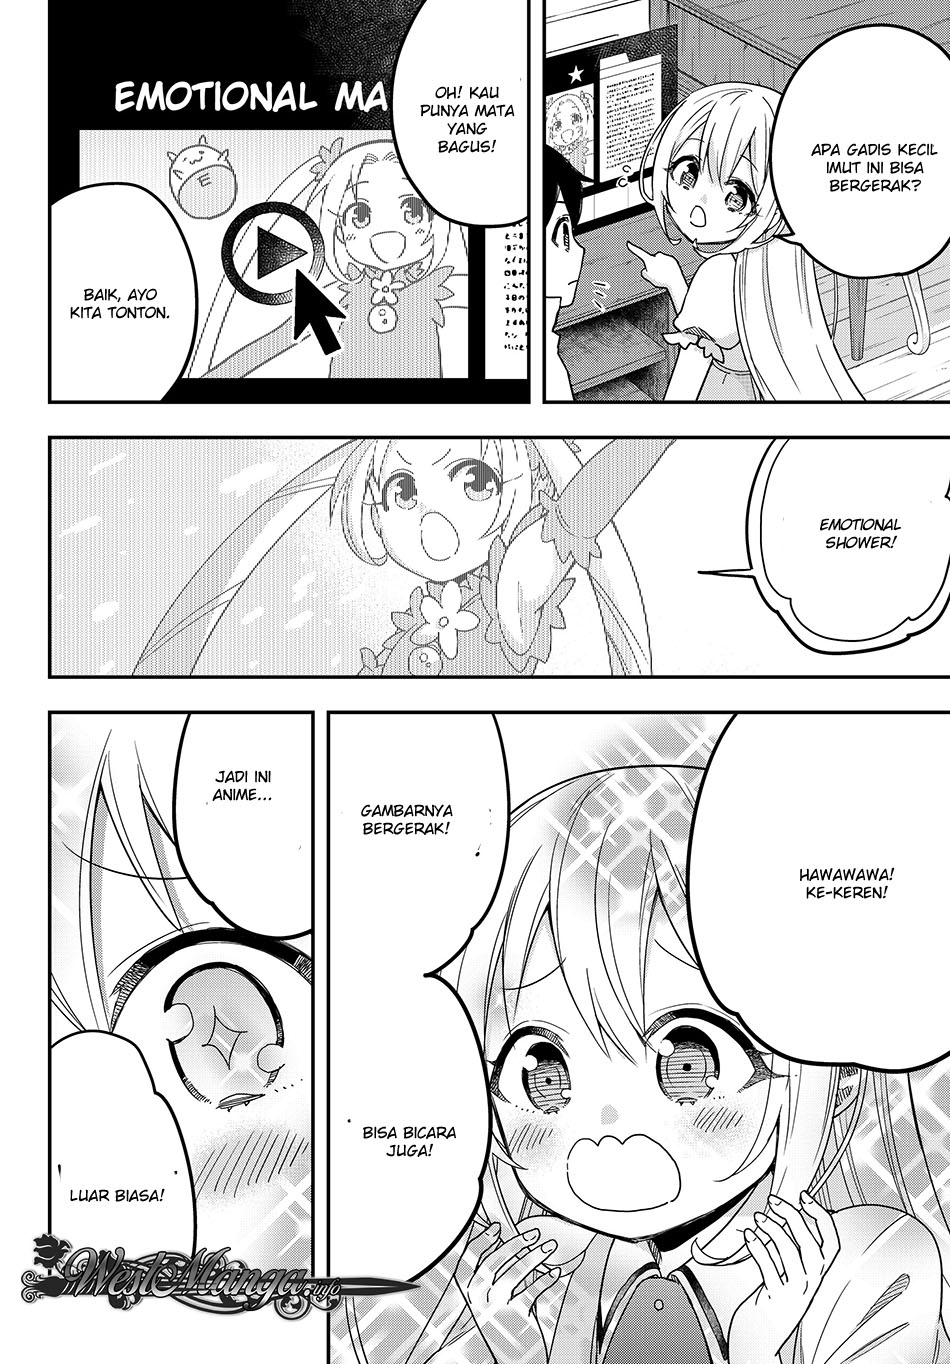 APA GADIS KECIL
IMUT INI BISA
BERGERAK?
OH! KAU
PUNYA MATA
YANG
BAGUS!
EMOTIONAL MA
E
BAIK, AYO
KITA TONTON.
EMOTIONAL
SHOWER!
HAWAWAWA!
KE-KEREN!
GAMBARNYA
BERGERAK!
BISA BICARA
JUGA!
JADI INI
ANIME...
LUAR BIASA!
WestManga.info